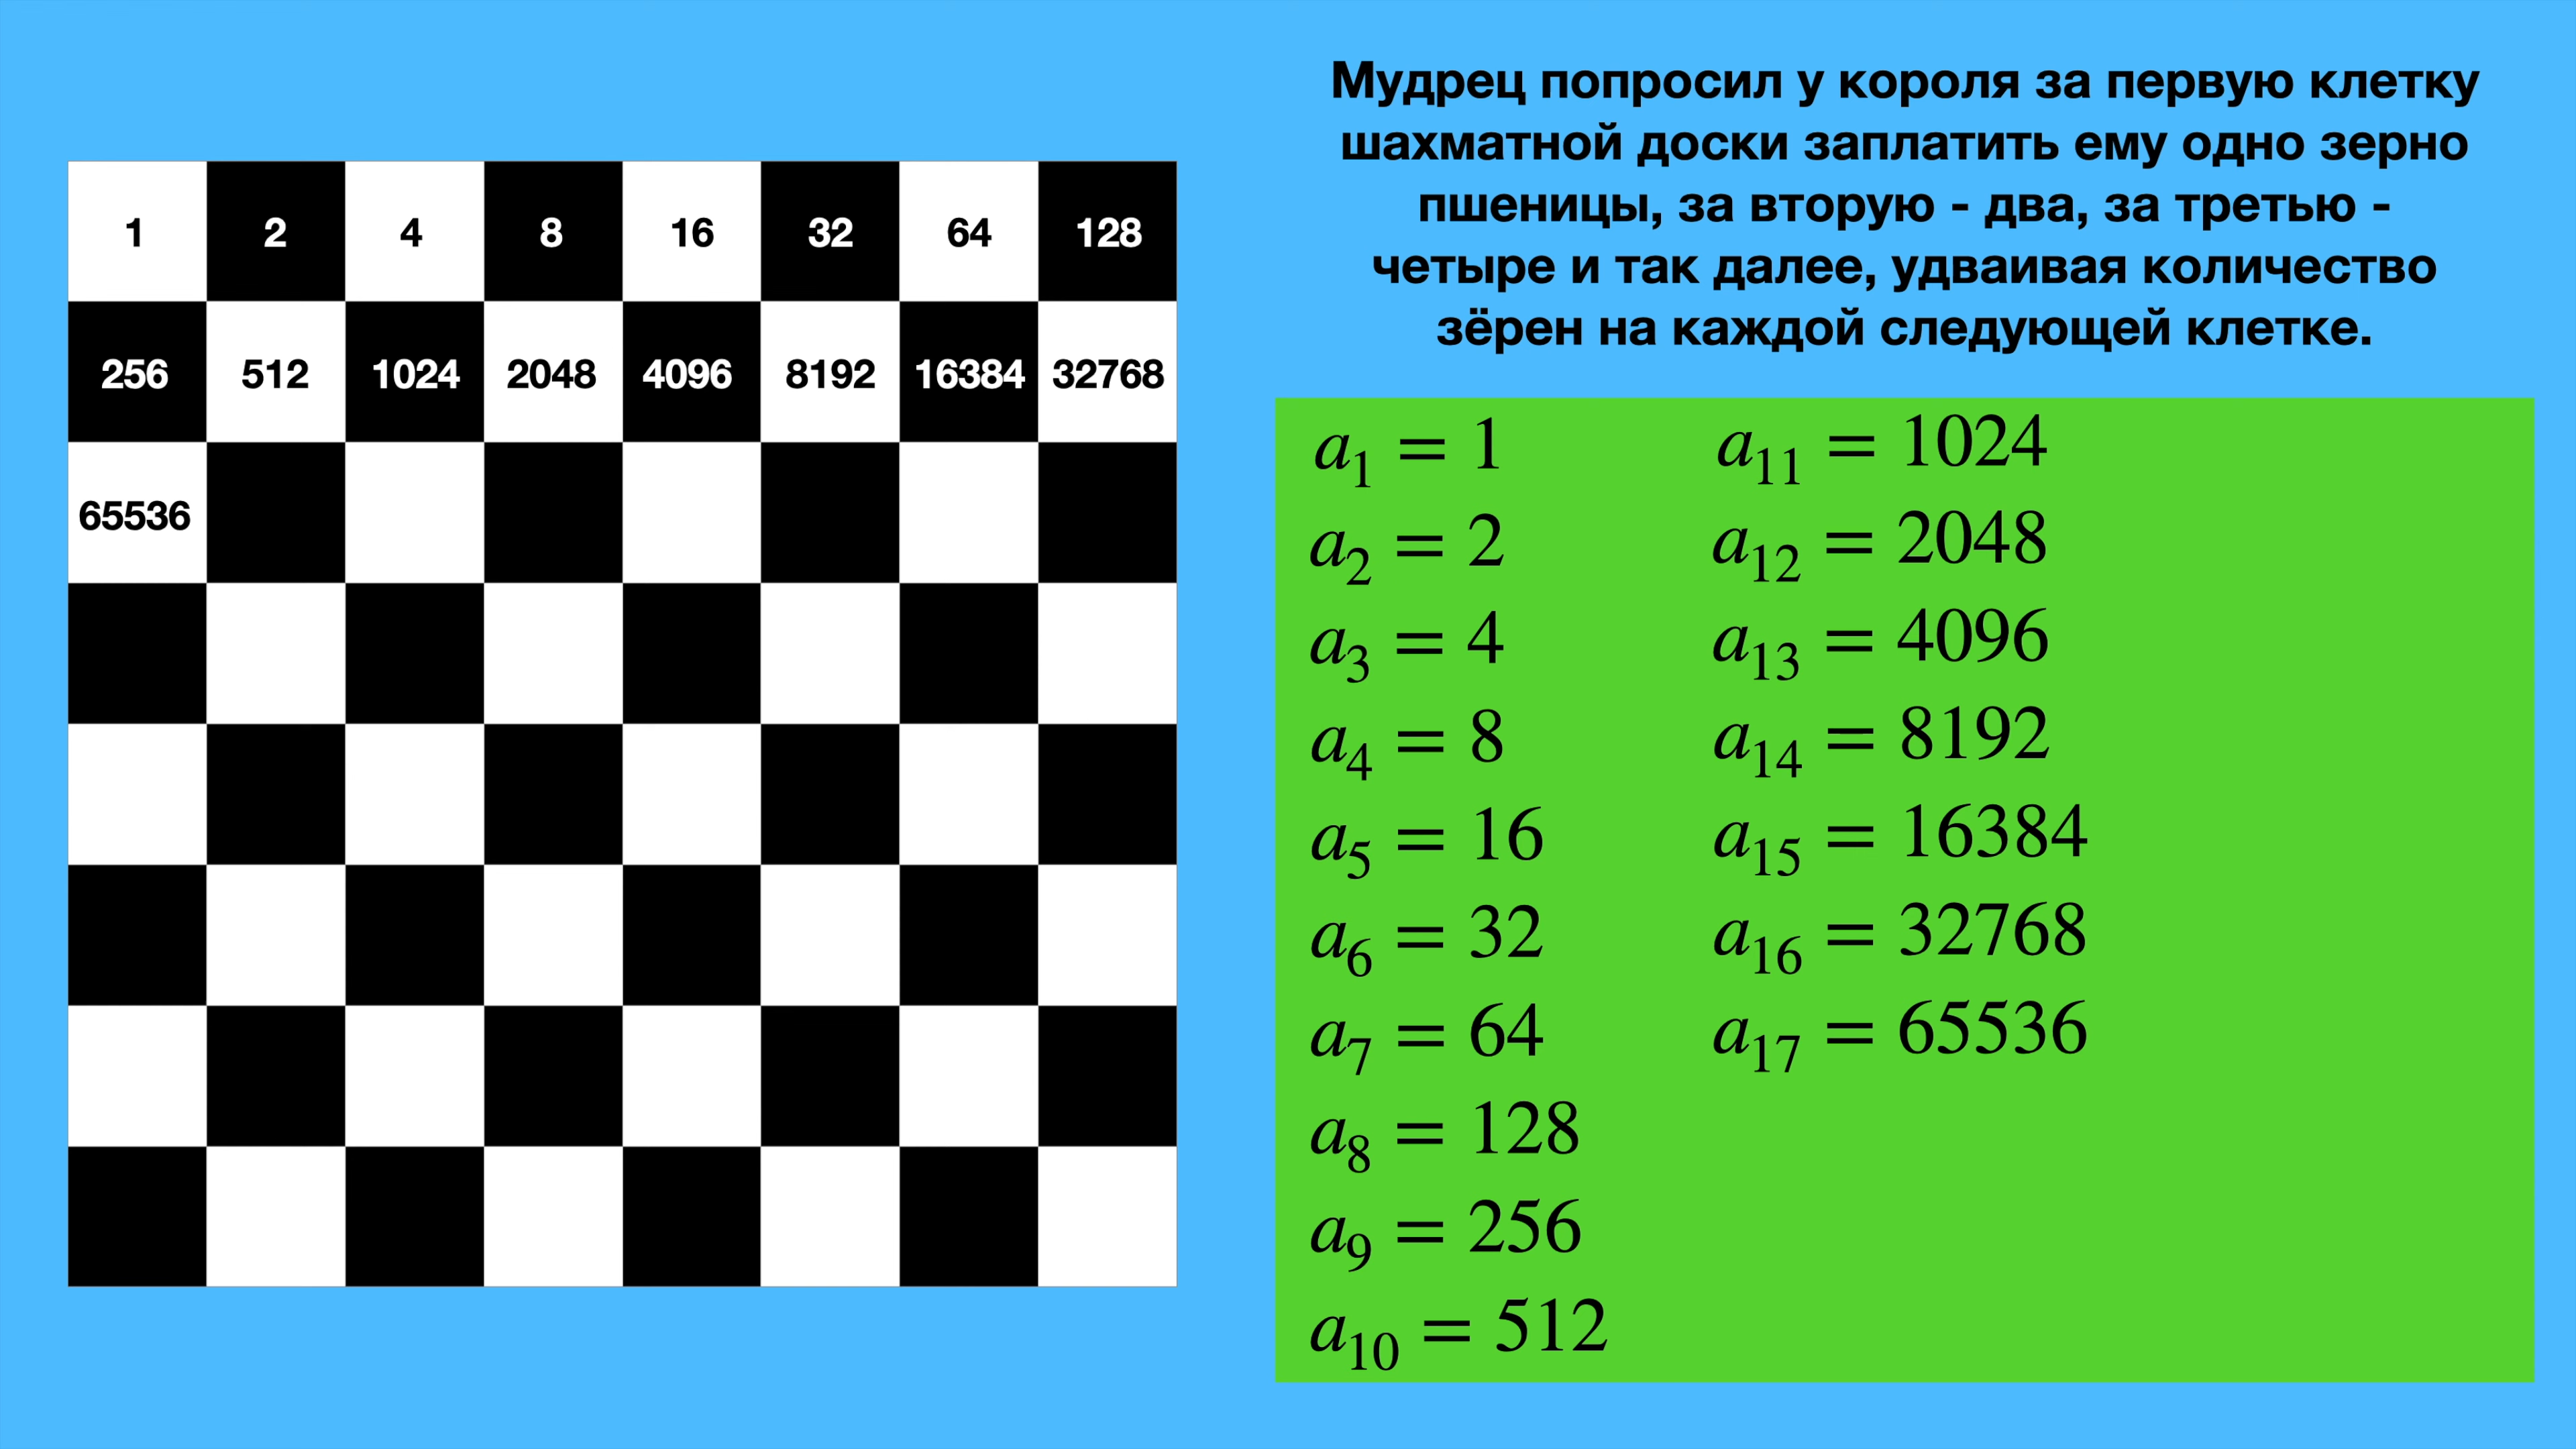 Мудрец попросил у короля за первую клетку
шахматной доски заплатить ему одно зерно
пшеницы, за вторую - два, за третью -
четыре и так далее, удваивая количество
зёрен на каждой следующей клетке.
1 2 4 8 16 32 64 128
256 512 1024 2048 4096 8192 16384 32768
65536
a₁ = 1
a₂ = 2
a₃ = 4
a₄ = 8
a₅ = 16
a₆ = 32
a₇ = 64
a₈ = 128
a₉ = 256
a₁₀ = 512
a₁₁ = 1024
a₁₂ = 2048
a₁₃ = 4096
a₁₄ = 8192
a₁₅ = 16384
a₁₆ = 32768
a₁₇ = 65536